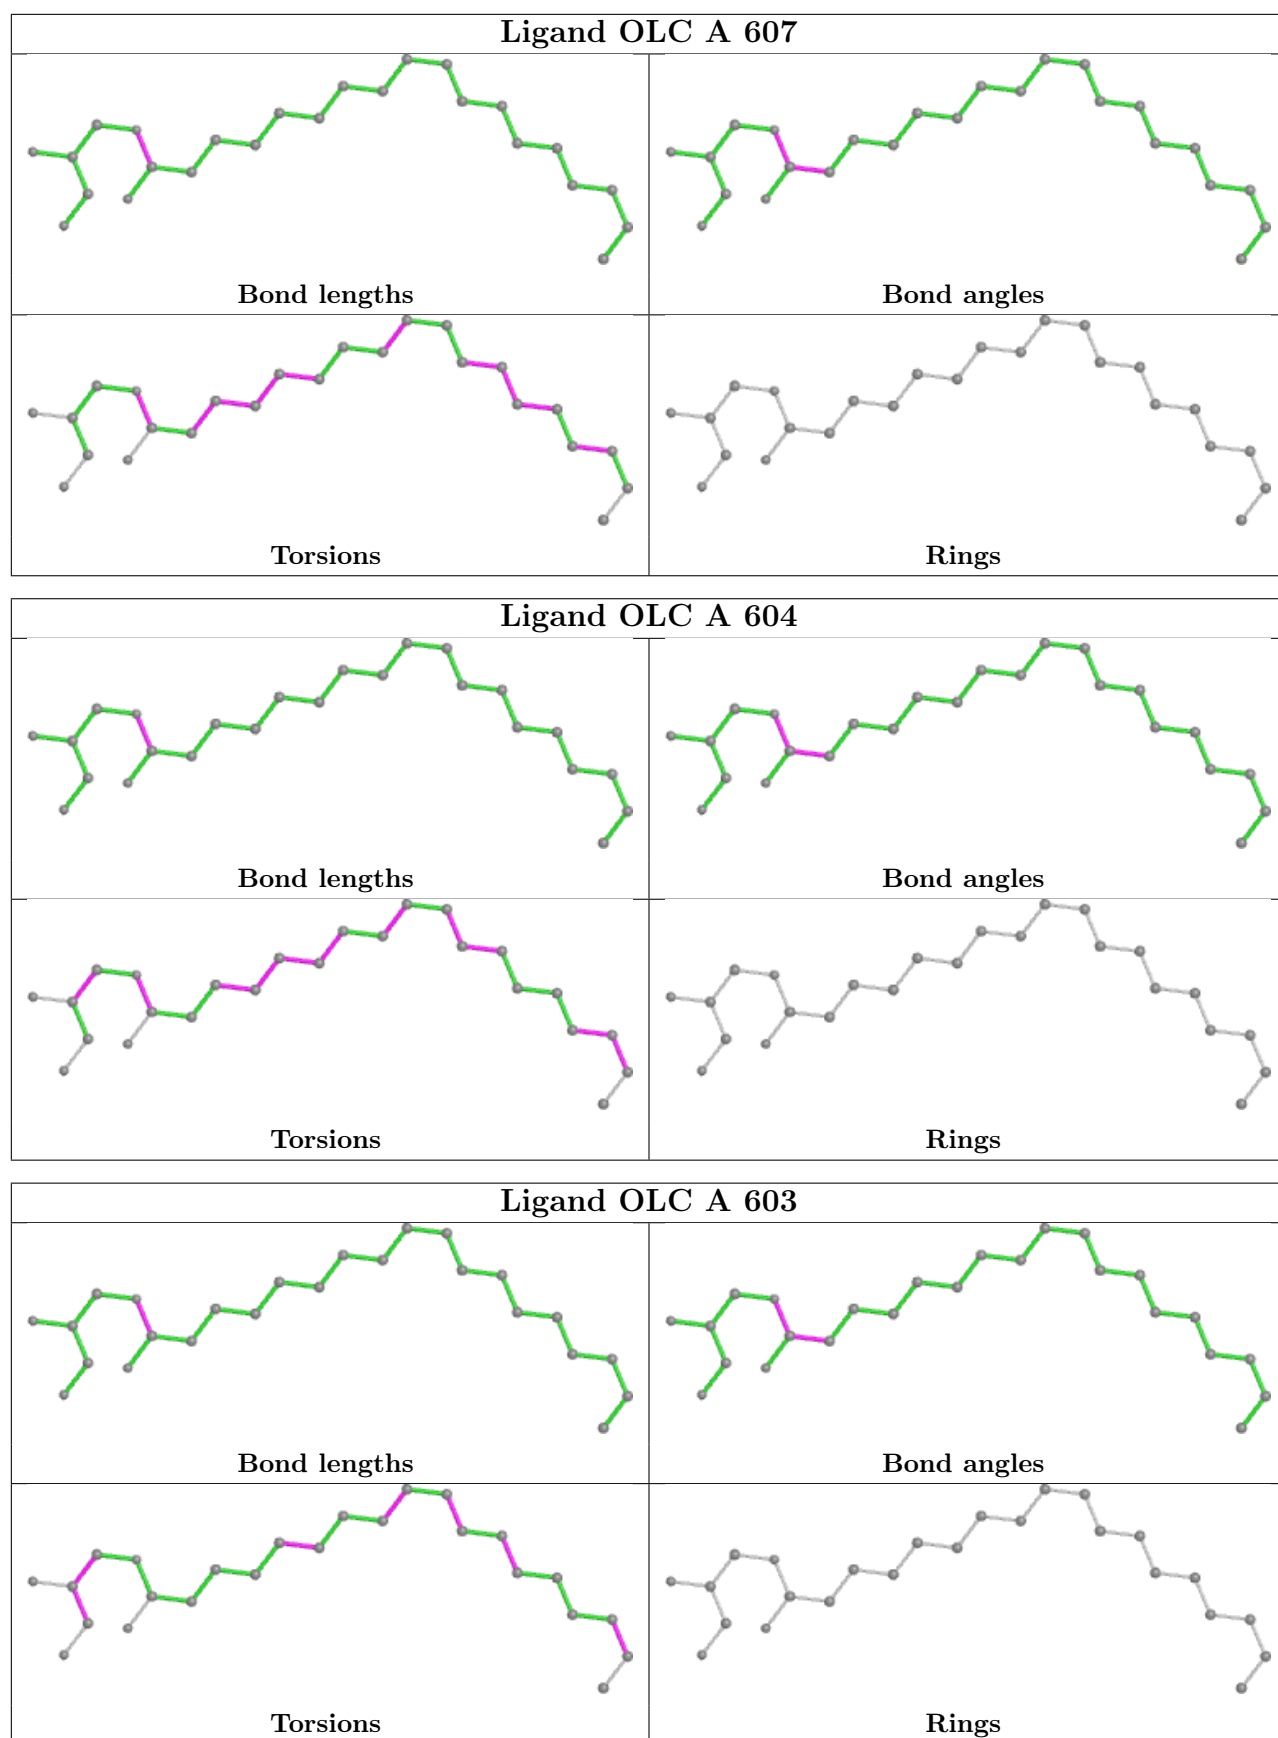 Ligand OLC A 607
Bond lengths
Bond angles
Torsions
Rings
Ligand OLC A 604
Bond lengths
Bond angles
Torsions
Rings
Ligand OLC A 603
Bond lengths
Bond angles
Torsions
Rings